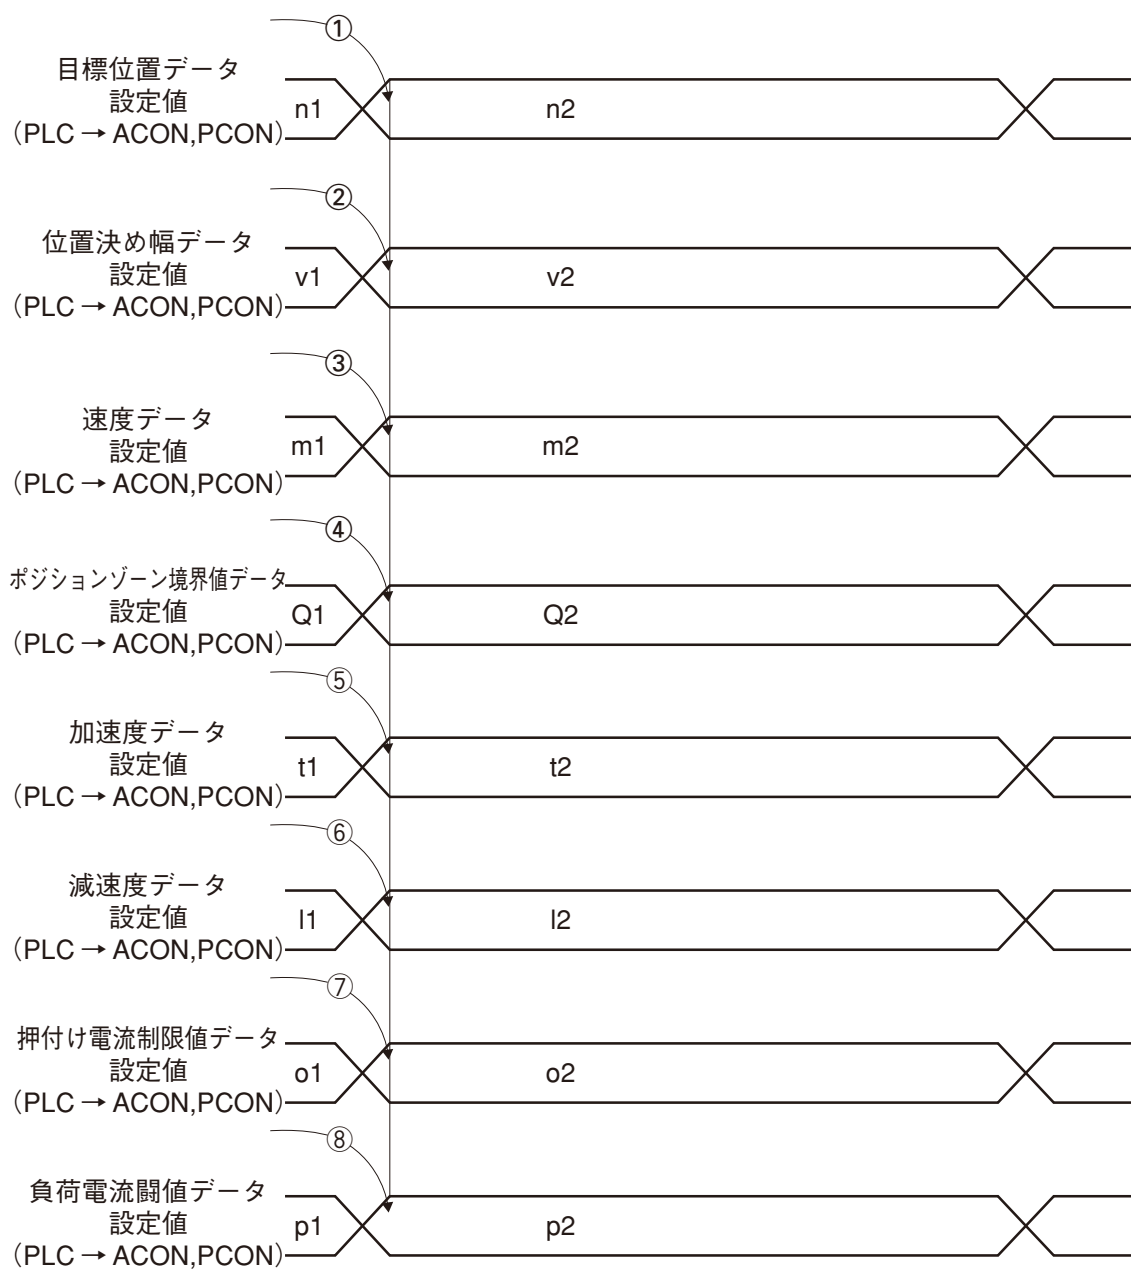 ①
目標位置データ
設定値
(PLC → ACON,PCON)
n1
n2
②
位置決め幅データ
設定値
(PLC → ACON,PCON)
v1
v2
③
速度データ
設定値
(PLC → ACON,PCON)
m1
m2
④
ポジションゾーン境界値データ
設定値
(PLC → ACON,PCON)
Q1
Q2
⑤
加速度データ
設定値
(PLC → ACON,PCON)
t1
t2
⑥
減速度データ
設定値
(PLC → ACON,PCON)
l1
l2
⑦
押付け電流制限値データ
設定値
(PLC → ACON,PCON)
o1
o2
⑧
負荷電流闘値データ
設定値
(PLC → ACON,PCON)
p1
p2